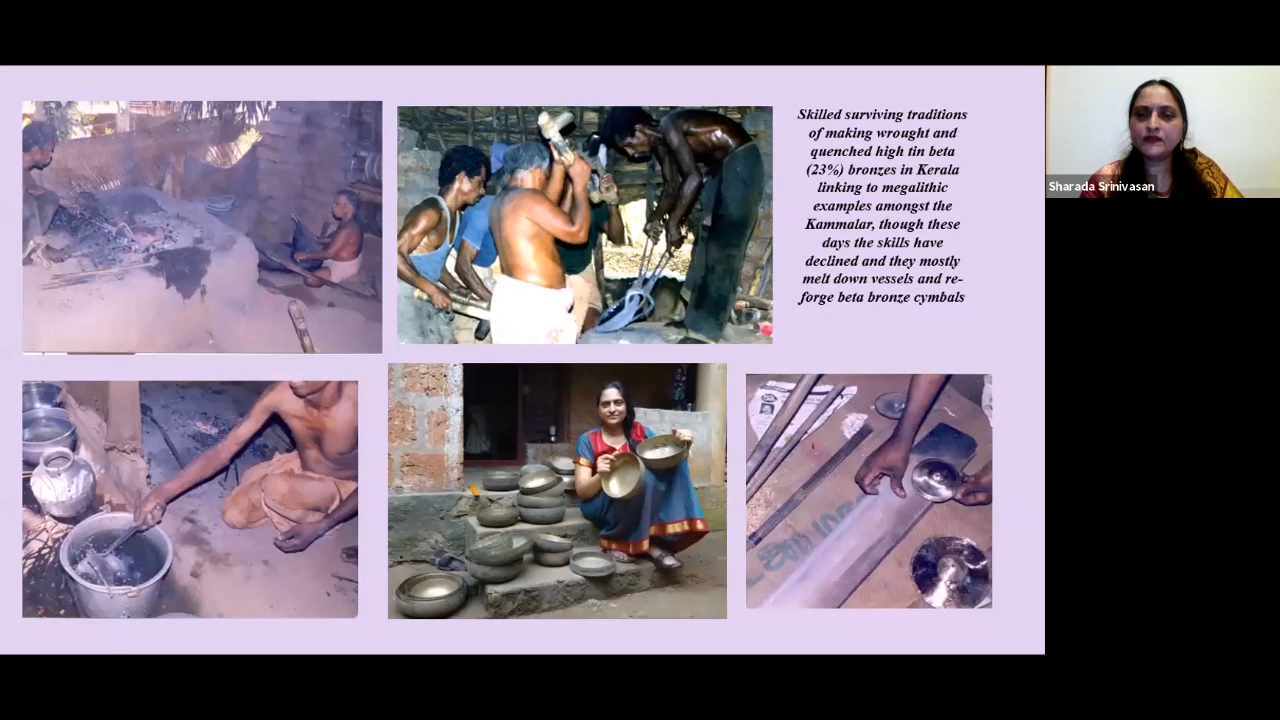 Skilled surviving traditions
of making wrought and
quenched high tin beta
(23%) bronzes in Kerala
linking to megalithic
examples amongst the
Kammalar, though these
days the skills have
declined and they mostly
melt down vessels and re-
forge beta bronze cymbals
Sharada Srinivasan